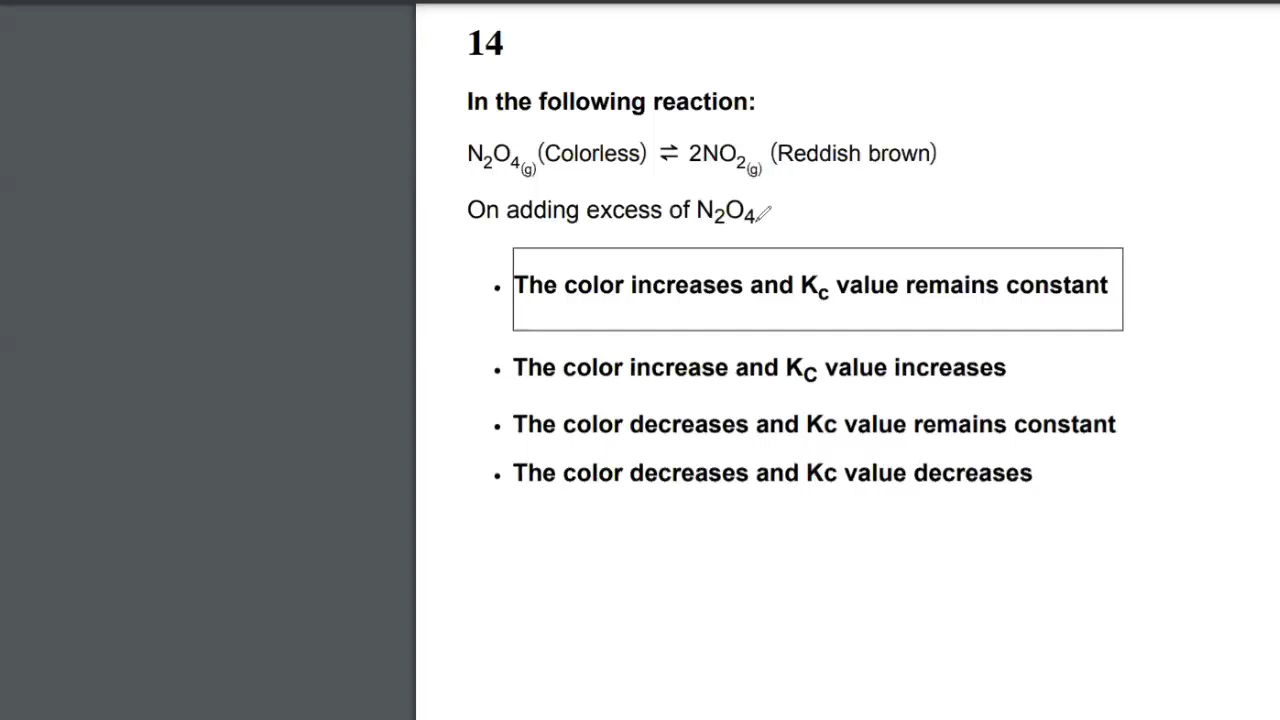 14
In the following reaction:
N₂O₄(g)(Colorless) ⇌ 2NO₂(g) (Reddish brown)
On adding excess of N₂O₄
• The color increases and Kc value remains constant
• The color increase and KC value increases
• The color decreases and Kc value remains constant
• The color decreases and Kc value decreases